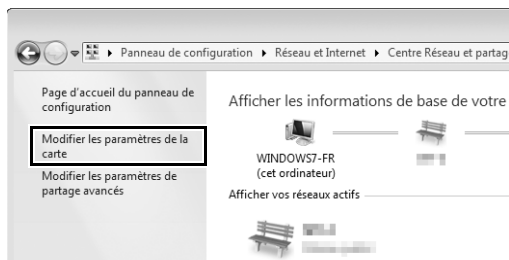 Panneau de configuration ▸ Réseau et Internet ▸ Centre Réseau et partag
Page d'accueil du panneau de
configuration
Modifier les paramètres de la
carte
Modifier les paramètres de
partage avancés
Afficher les informations de base de votre
WINDOWS7-FR
(cet ordinateur)
Afficher vos réseaux actifs